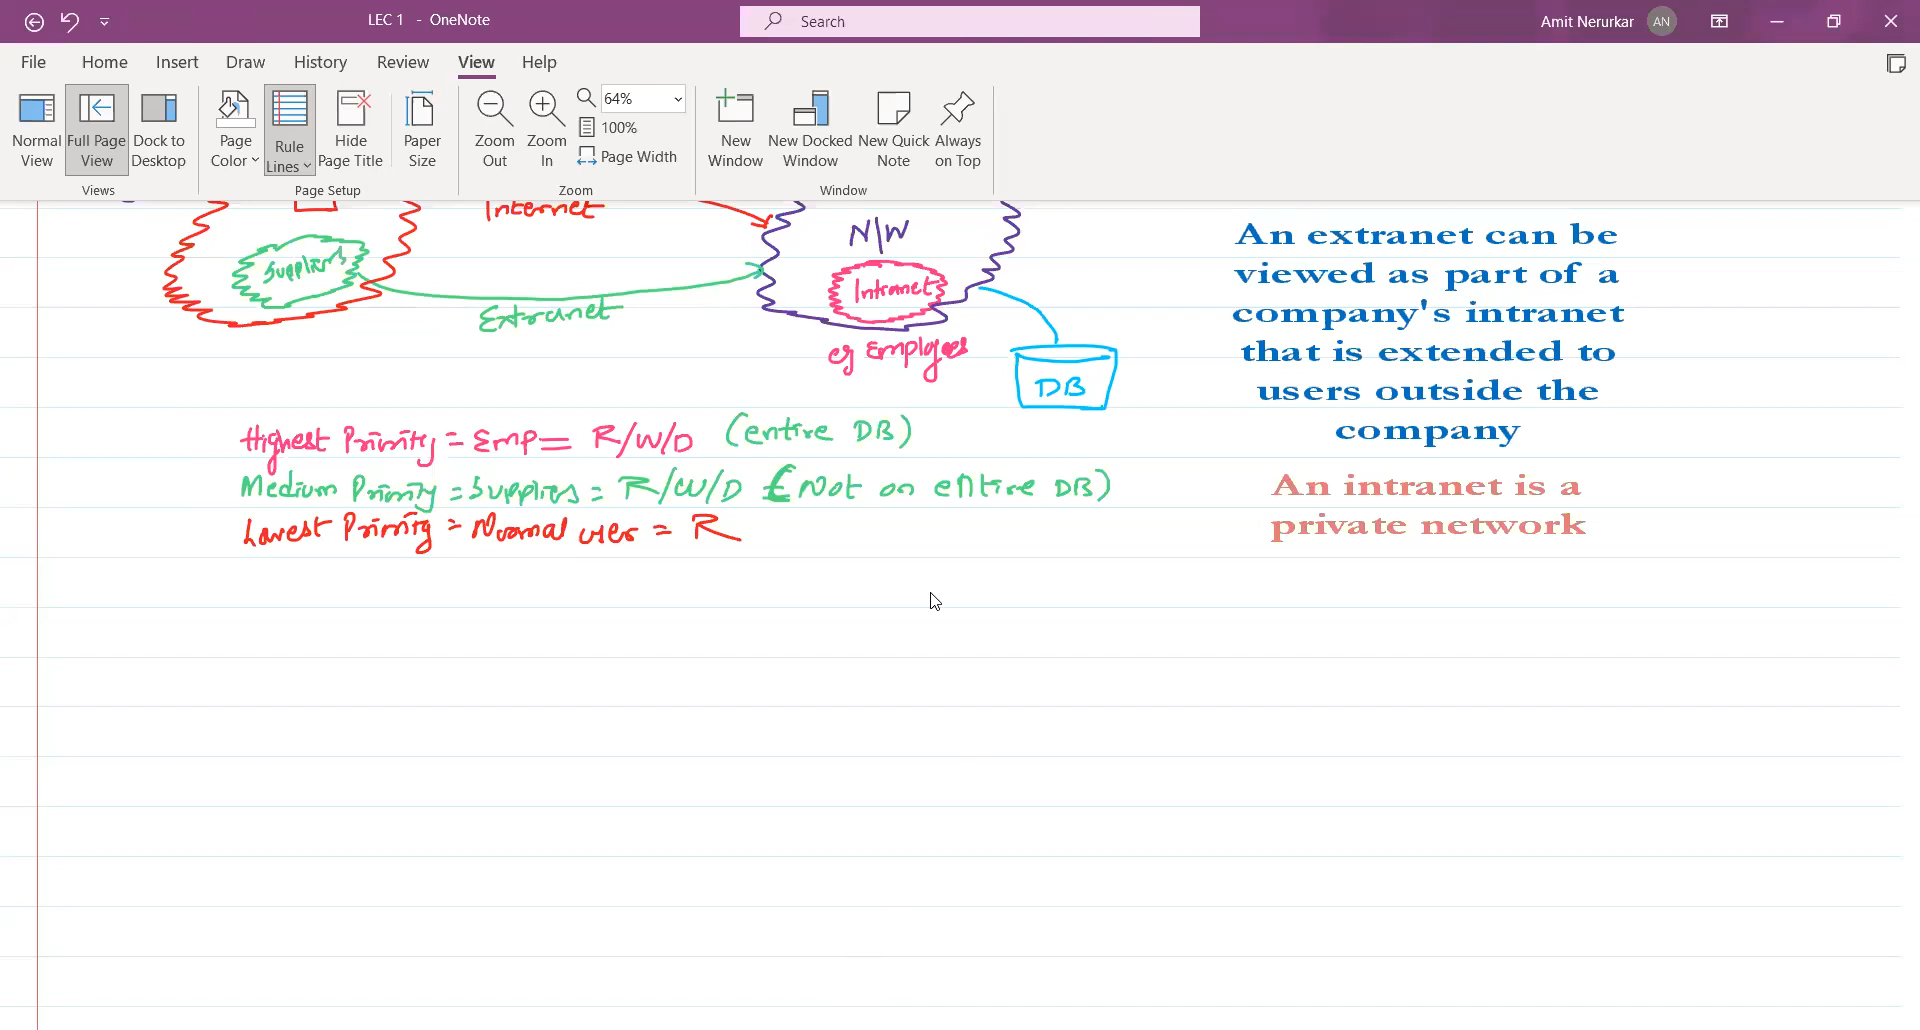 LEC 1 - OneNote
Search
Amit Nerurkar
AN
File Home Insert Draw History Review View Help
Normal View
Full Page View
Dock to Desktop
Views
Page Color
Rule Lines
Hide Page Title
Paper Size
Page Setup
Zoom Out
Zoom In
64%
100%
Page Width
Zoom
New Window
New Docked Window
New Quick Note
Always on Top
Window
Internet
N/W
Suppliers
Intranet
Extranet
eg Employees
DB
Highest Priority = Emp = R/W/D (entire DB)
Medium Priority = Suppliers = R/W/D (Not on entire DB)
Lowest Priority = Normal user = R
An extranet can be
viewed as part of a
company's intranet
that is extended to
users outside the
company
An intranet is a
private network